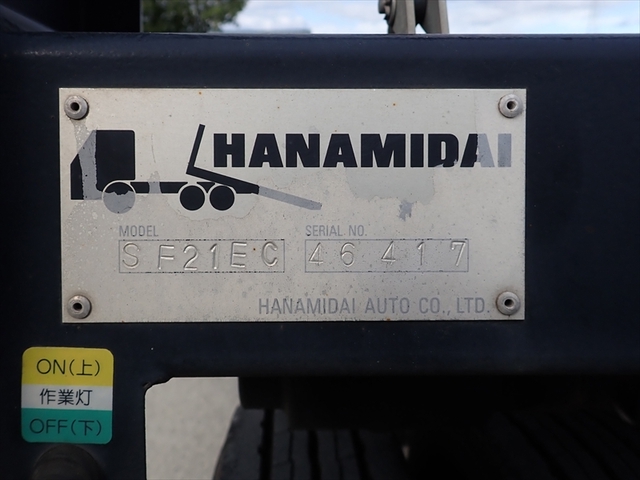 HANAMIDAI
MODEL SERIAL NO.
SF21EC 46417
HANAMIDAI AUTO CO., LTD.
ON(上)
作業灯
OFF(下)